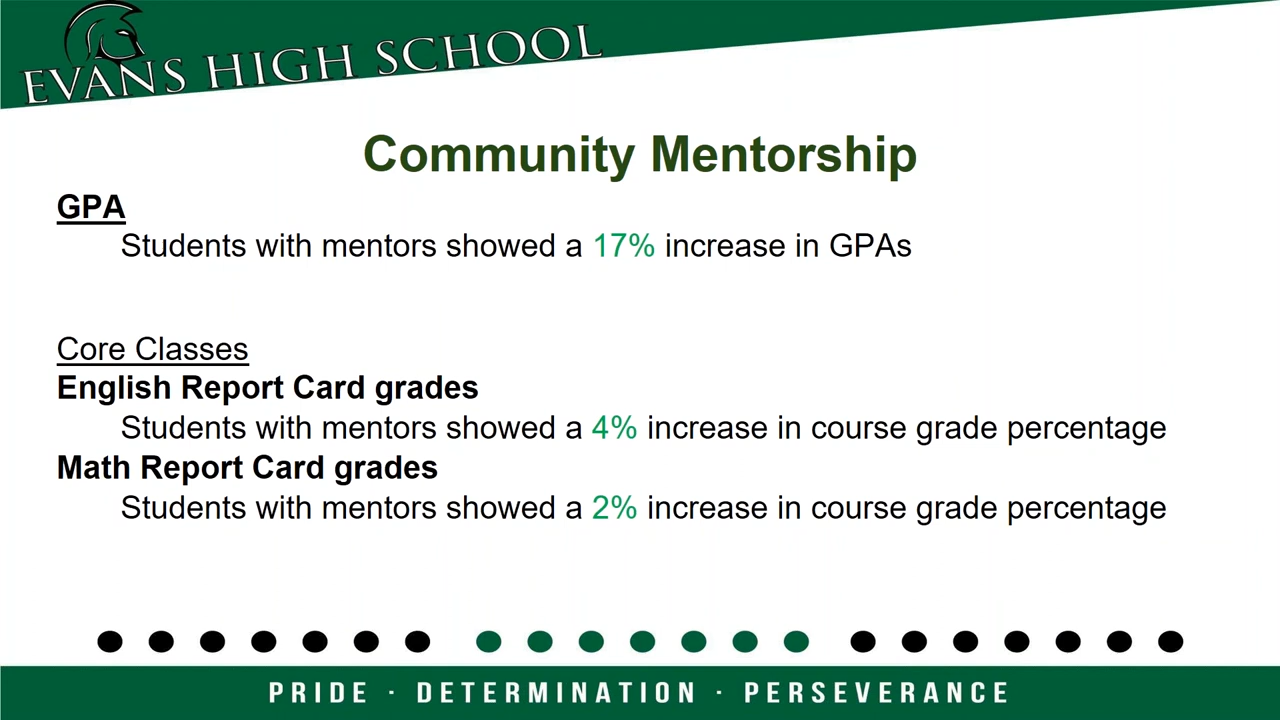 EVANS HIGH SCHOOL
Community Mentorship
GPA
Students with mentors showed a 17% increase in GPAs
Core Classes
English Report Card grades
Students with mentors showed a 4% increase in course grade percentage
Math Report Card grades
Students with mentors showed a 2% increase in course grade percentage
PRIDE · DETERMINATION · PERSEVERANCE